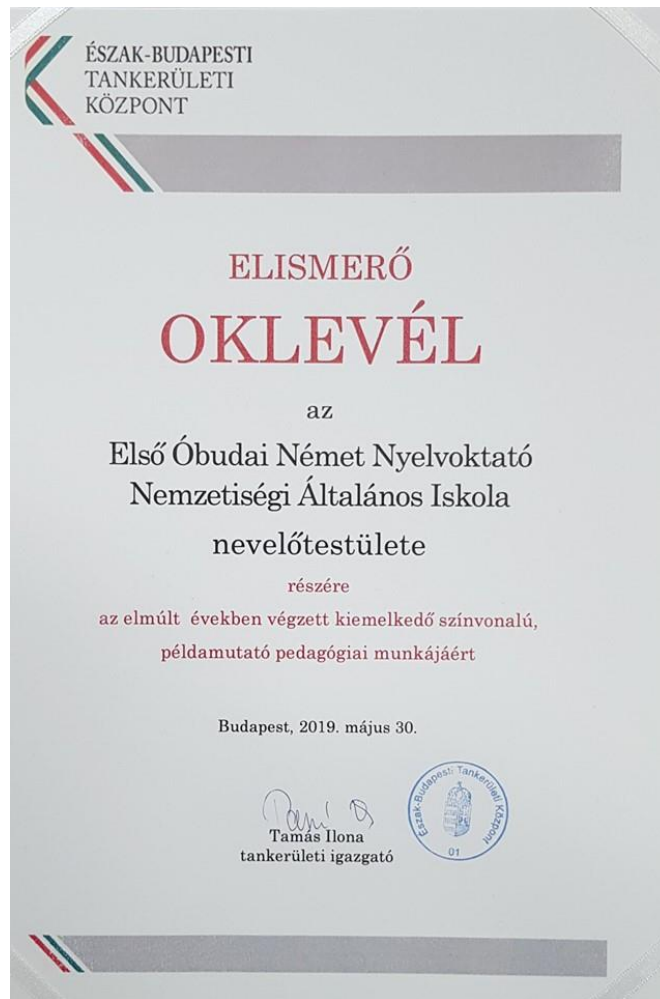 ÉSZAK-BUDAPESTI
TANKERÜLETI
KÖZPONT
ELISMERŐ
OKLEVÉL
az
Első Óbudai Német Nyelvoktató
Nemzetiségi Általános Iskola
nevelőtestülete
részére
az elmúlt években végzett kiemelkedő színvonalú,
példamutató pedagógiai munkájáért
Budapest, 2019. május 30.
Tamás Ilona
tankerületi igazgató
Észak-Budapesti Tankerületi Központ
01